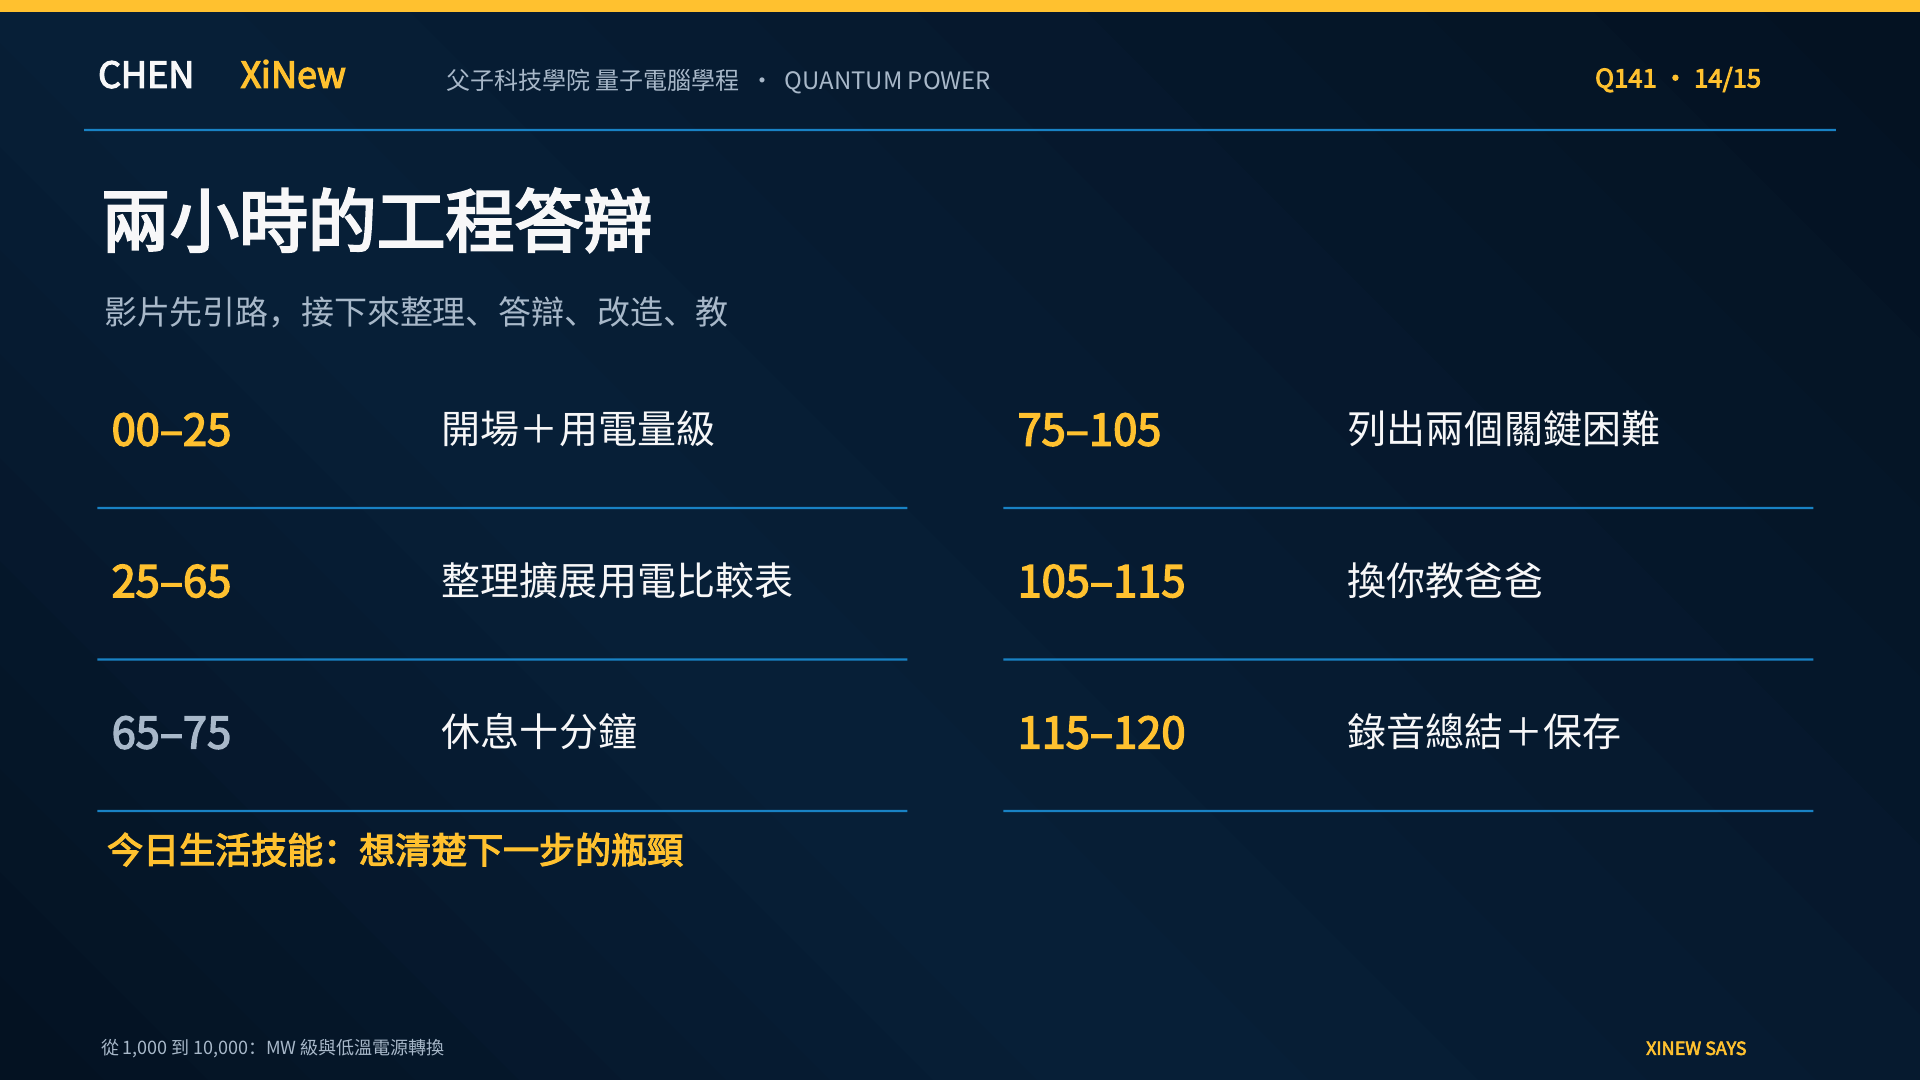 CHEN XiNew 父子科技學院 量子電腦學程 · QUANTUM POWER Q141 · 14/15
兩小時的工程答辯
影片先引路，接下來整理、答辯、改造、教
00–25 開場＋用電量級
25–65 整理擴展用電比較表
65–75 休息十分鐘
75–105 列出兩個關鍵困難
105–115 換你教爸爸
115–120 錄音總結＋保存
今日生活技能：想清楚下一步的瓶頸
從 1,000 到 10,000：MW 級與低溫電源轉換
XINEW SAYS